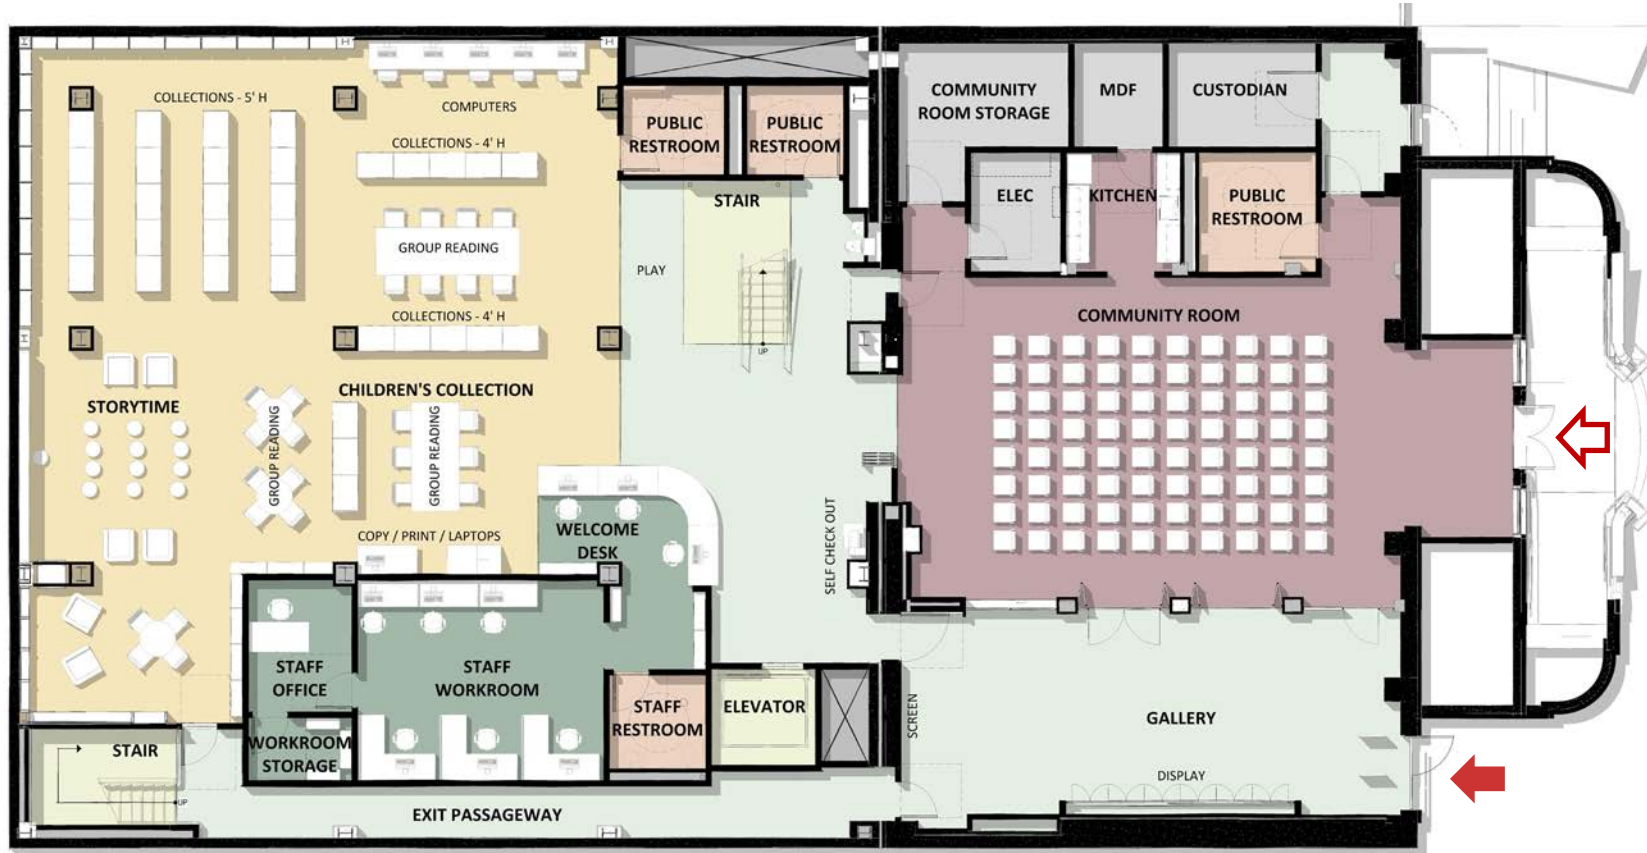 COLLECTIONS - 5' H
COMPUTERS
COLLECTIONS - 4' H
PUBLIC
RESTROOM
PUBLIC
RESTROOM
COMMUNITY
ROOM STORAGE
MDF
CUSTODIAN
STAIR
ELEC
KITCHEN
PUBLIC
RESTROOM
GROUP READING
PLAY
COLLECTIONS - 4' H
UP
COMMUNITY ROOM
CHILDREN'S COLLECTION
STORYTIME
GROUP READING
GROUP READING
COPY / PRINT / LAPTOPS
WELCOME
DESK
SELF CHECK OUT
STAFF
OFFICE
STAFF
WORKROOM
STAFF
RESTROOM
ELEVATOR
SCREEN
GALLERY
WORKROOM
STORAGE
STAIR
UP
DISPLAY
EXIT PASSAGEWAY